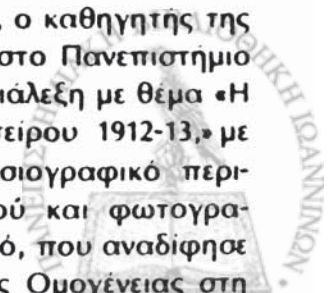 , ο καθηγητής της
στο Πανεπιστήμιο
ιάλεξη με θέμα «Η
τείρου 1912-13,» με
σιογραφικό περι-
ού και φωτογρα-
ό, που αναδίφησε
ς Ομογένειας στη